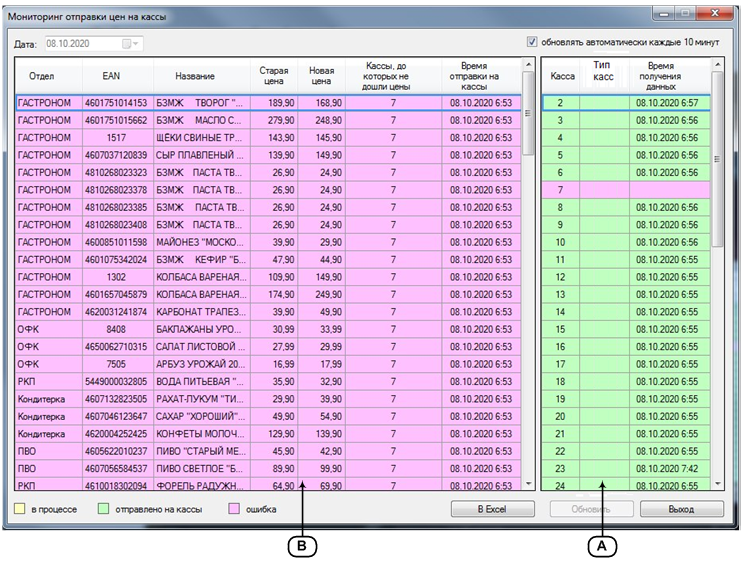 Мониторинг отправки цен на кассы
Дата: 08.10.2020
обновлять автоматически каждые 10 минут
Отдел EAN Название Старая цена Новая цена Кассы, до которых не дошли цены Время отправки на кассы
ГАСТРОНОМ 4601751014153 БЗМЖ ТВОРОГ "... 189,90 168,90 7 08.10.2020 6:53
ГАСТРОНОМ 4601751015662 БЗМЖ МАСЛО С... 279,90 248,90 7 08.10.2020 6:53
ГАСТРОНОМ 1517 ЩЁКИ СВИНЫЕ ТР... 143,90 145,90 7 08.10.2020 6:53
ГАСТРОНОМ 4607037120839 СЫР ПЛАВЛЕНЫЙ ... 139,90 149,90 7 08.10.2020 6:53
ГАСТРОНОМ 4810268023323 БЗМЖ ПАСТА ТВ... 26,90 24,90 7 08.10.2020 6:53
ГАСТРОНОМ 4810268023378 БЗМЖ ПАСТА ТВ... 26,90 24,90 7 08.10.2020 6:53
ГАСТРОНОМ 4810268023385 БЗМЖ ПАСТА ТВ... 26,90 24,90 7 08.10.2020 6:53
ГАСТРОНОМ 4810268023408 БЗМЖ ПАСТА ТВ... 26,90 24,90 7 08.10.2020 6:53
ГАСТРОНОМ 4600851011598 МАЙОНЕЗ "МОСКО... 39,90 29,90 7 08.10.2020 6:53
ГАСТРОНОМ 4601075342024 БЗМЖ КЕФИР "Б... 47,90 44,90 7 08.10.2020 6:53
ГАСТРОНОМ 1302 КОЛБАСА ВАРЕНАЯ... 109,90 149,90 7 08.10.2020 6:53
ГАСТРОНОМ 4601657045879 КОЛБАСА ВАРЕНАЯ... 174,90 249,90 7 08.10.2020 6:53
ГАСТРОНОМ 4620031241874 КАРБОНАТ ТРАПЕЗ... 39,90 49,90 7 08.10.2020 6:53
ОФК 8408 БАКЛАЖАНЫ УРО... 30,99 33,99 7 08.10.2020 6:53
ОФК 4650062710315 САЛАТ ЛИСТОВОЙ ... 27,99 29,99 7 08.10.2020 6:53
ОФК 7505 АРБУЗ УРОЖАЙ 20... 16,99 17,99 7 08.10.2020 6:53
РКП 5449000032805 ВОДА ПИТЬЕВАЯ "... 35,90 32,90 7 08.10.2020 6:53
Кондитерка 4607132823505 РАХАТ-ЛУКУМ "ТИ... 29,90 39,90 7 08.10.2020 6:53
Кондитерка 4607046123647 САХАР "ХОРОШИЙ"... 49,90 54,90 7 08.10.2020 6:53
Кондитерка 4620004252425 КОНФЕТЫ МОЛОЧ... 129,90 139,90 7 08.10.2020 6:53
ПВО 4605622010237 ПИВО "СТАРЫЙ МЕ... 45,90 42,90 7 08.10.2020 6:53
ПВО 4607056584537 ПИВО СВЕТЛОЕ "Б... 89,90 99,90 7 08.10.2020 6:53
РКП 4610018302094 ФОРЕЛЬ РАДУЖН... 64,90 69,90 7 08.10.2020 6:53
Касса Тип касс Время получения данных
2 08.10.2020 6:57
3 08.10.2020 6:56
4 08.10.2020 6:56
5 08.10.2020 6:56
6 08.10.2020 6:56
7
8 08.10.2020 6:56
9 08.10.2020 6:56
10 08.10.2020 6:56
11 08.10.2020 6:55
12 08.10.2020 6:55
13 08.10.2020 6:55
14 08.10.2020 6:55
15 08.10.2020 6:55
16 08.10.2020 6:55
17 08.10.2020 6:55
18 08.10.2020 6:55
19 08.10.2020 6:55
20 08.10.2020 6:55
21 08.10.2020 6:55
22 08.10.2020 6:55
23 08.10.2020 7:42
24 08.10.2020 6:55
в процессе отправлено на кассы ошибка
В Excel Обновить Выход
B A